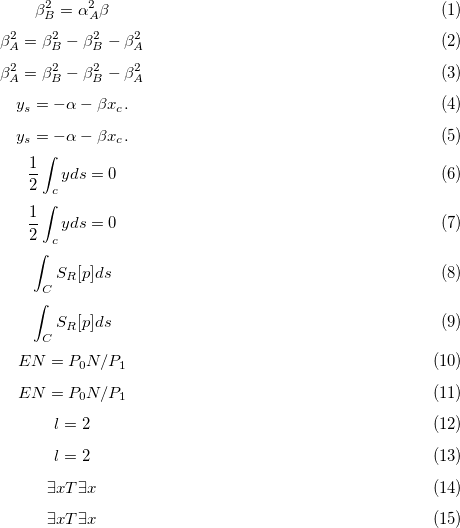 β_B^2 = α_A^2 β (1)
β_A^2 = β_B^2 − β_B^2 − β_A^2 (2)
β_A^2 = β_B^2 − β_B^2 − β_A^2 (3)
y_s = −α − βx_c. (4)
y_s = −α − βx_c. (5)
\frac{1}{2} ∫_c yds = 0 (6)
\frac{1}{2} ∫_c yds = 0 (7)
∫_C S_R[p]ds (8)
∫_C S_R[p]ds (9)
EN = P_0N/P_1 (10)
EN = P_0N/P_1 (11)
l = 2 (12)
l = 2 (13)
∃xT∃x (14)
∃xT∃x (15)